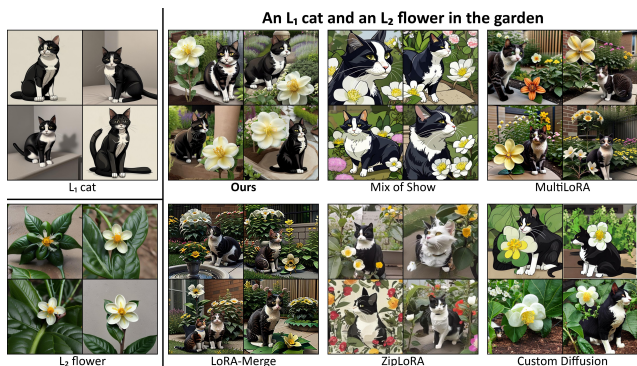 An L₁ cat and an L₂ flower in the garden
L₁ cat
Ours
Mix of Show
MultiLoRA
L₂ flower
LoRA-Merge
ZipLoRA
Custom Diffusion